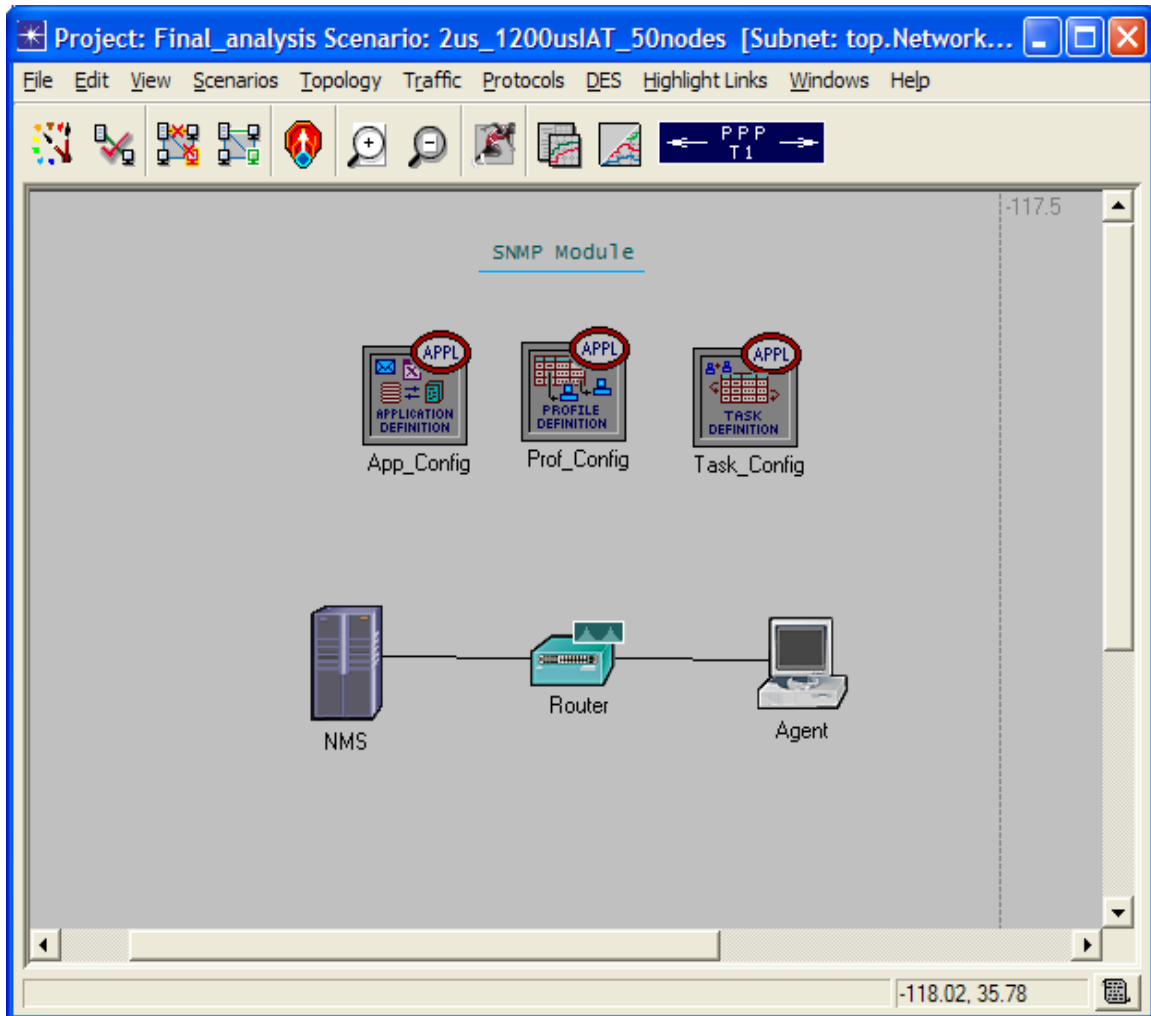 Project: Final_analysis Scenario: 2us_1200usIAT_50nodes [Subnet: top.Network...
File Edit View Scenarios Topology Traffic Protocols DES Highlight Links Windows Help
PPP
T1
-117.5
SNMP Module
APPL
APPLICATION
DEFINITION
App_Config
APPL
PROFILE
DEFINITION
Prof_Config
APPL
TASK
DEFINITION
Task_Config
NMS
Router
Agent
-118.02, 35.78